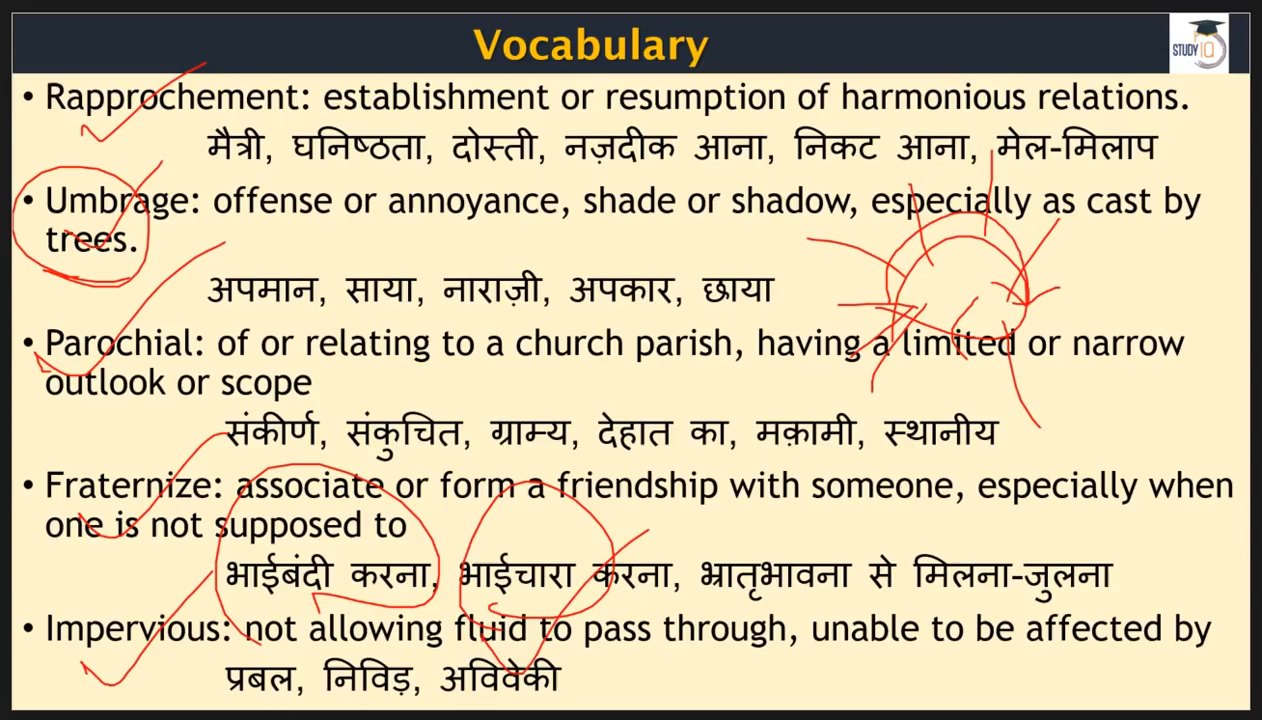 Vocabulary
STUDY IQ
• Rapprochement: establishment or resumption of harmonious relations.
मैत्री, घनिष्ठता, दोस्ती, नज़दीक आना, निकट आना, मेल-मिलाप
• Umbrage: offense or annoyance, shade or shadow, especially as cast by
trees.
अपमान, साया, नाराज़ी, अपकार, छाया
• Parochial: of or relating to a church parish, having a limited or narrow
outlook or scope
संकीर्ण, संकुचित, ग्राम्य, देहात का, मक़ामी, स्थानीय
• Fraternize: associate or form a friendship with someone, especially when
one is not supposed to
भाईबंदी करना, भाईचारा करना, भ्रातृभावना से मिलना-जुलना
• Impervious: not allowing fluid to pass through, unable to be affected by
प्रबल, निविड़, अविवेकी